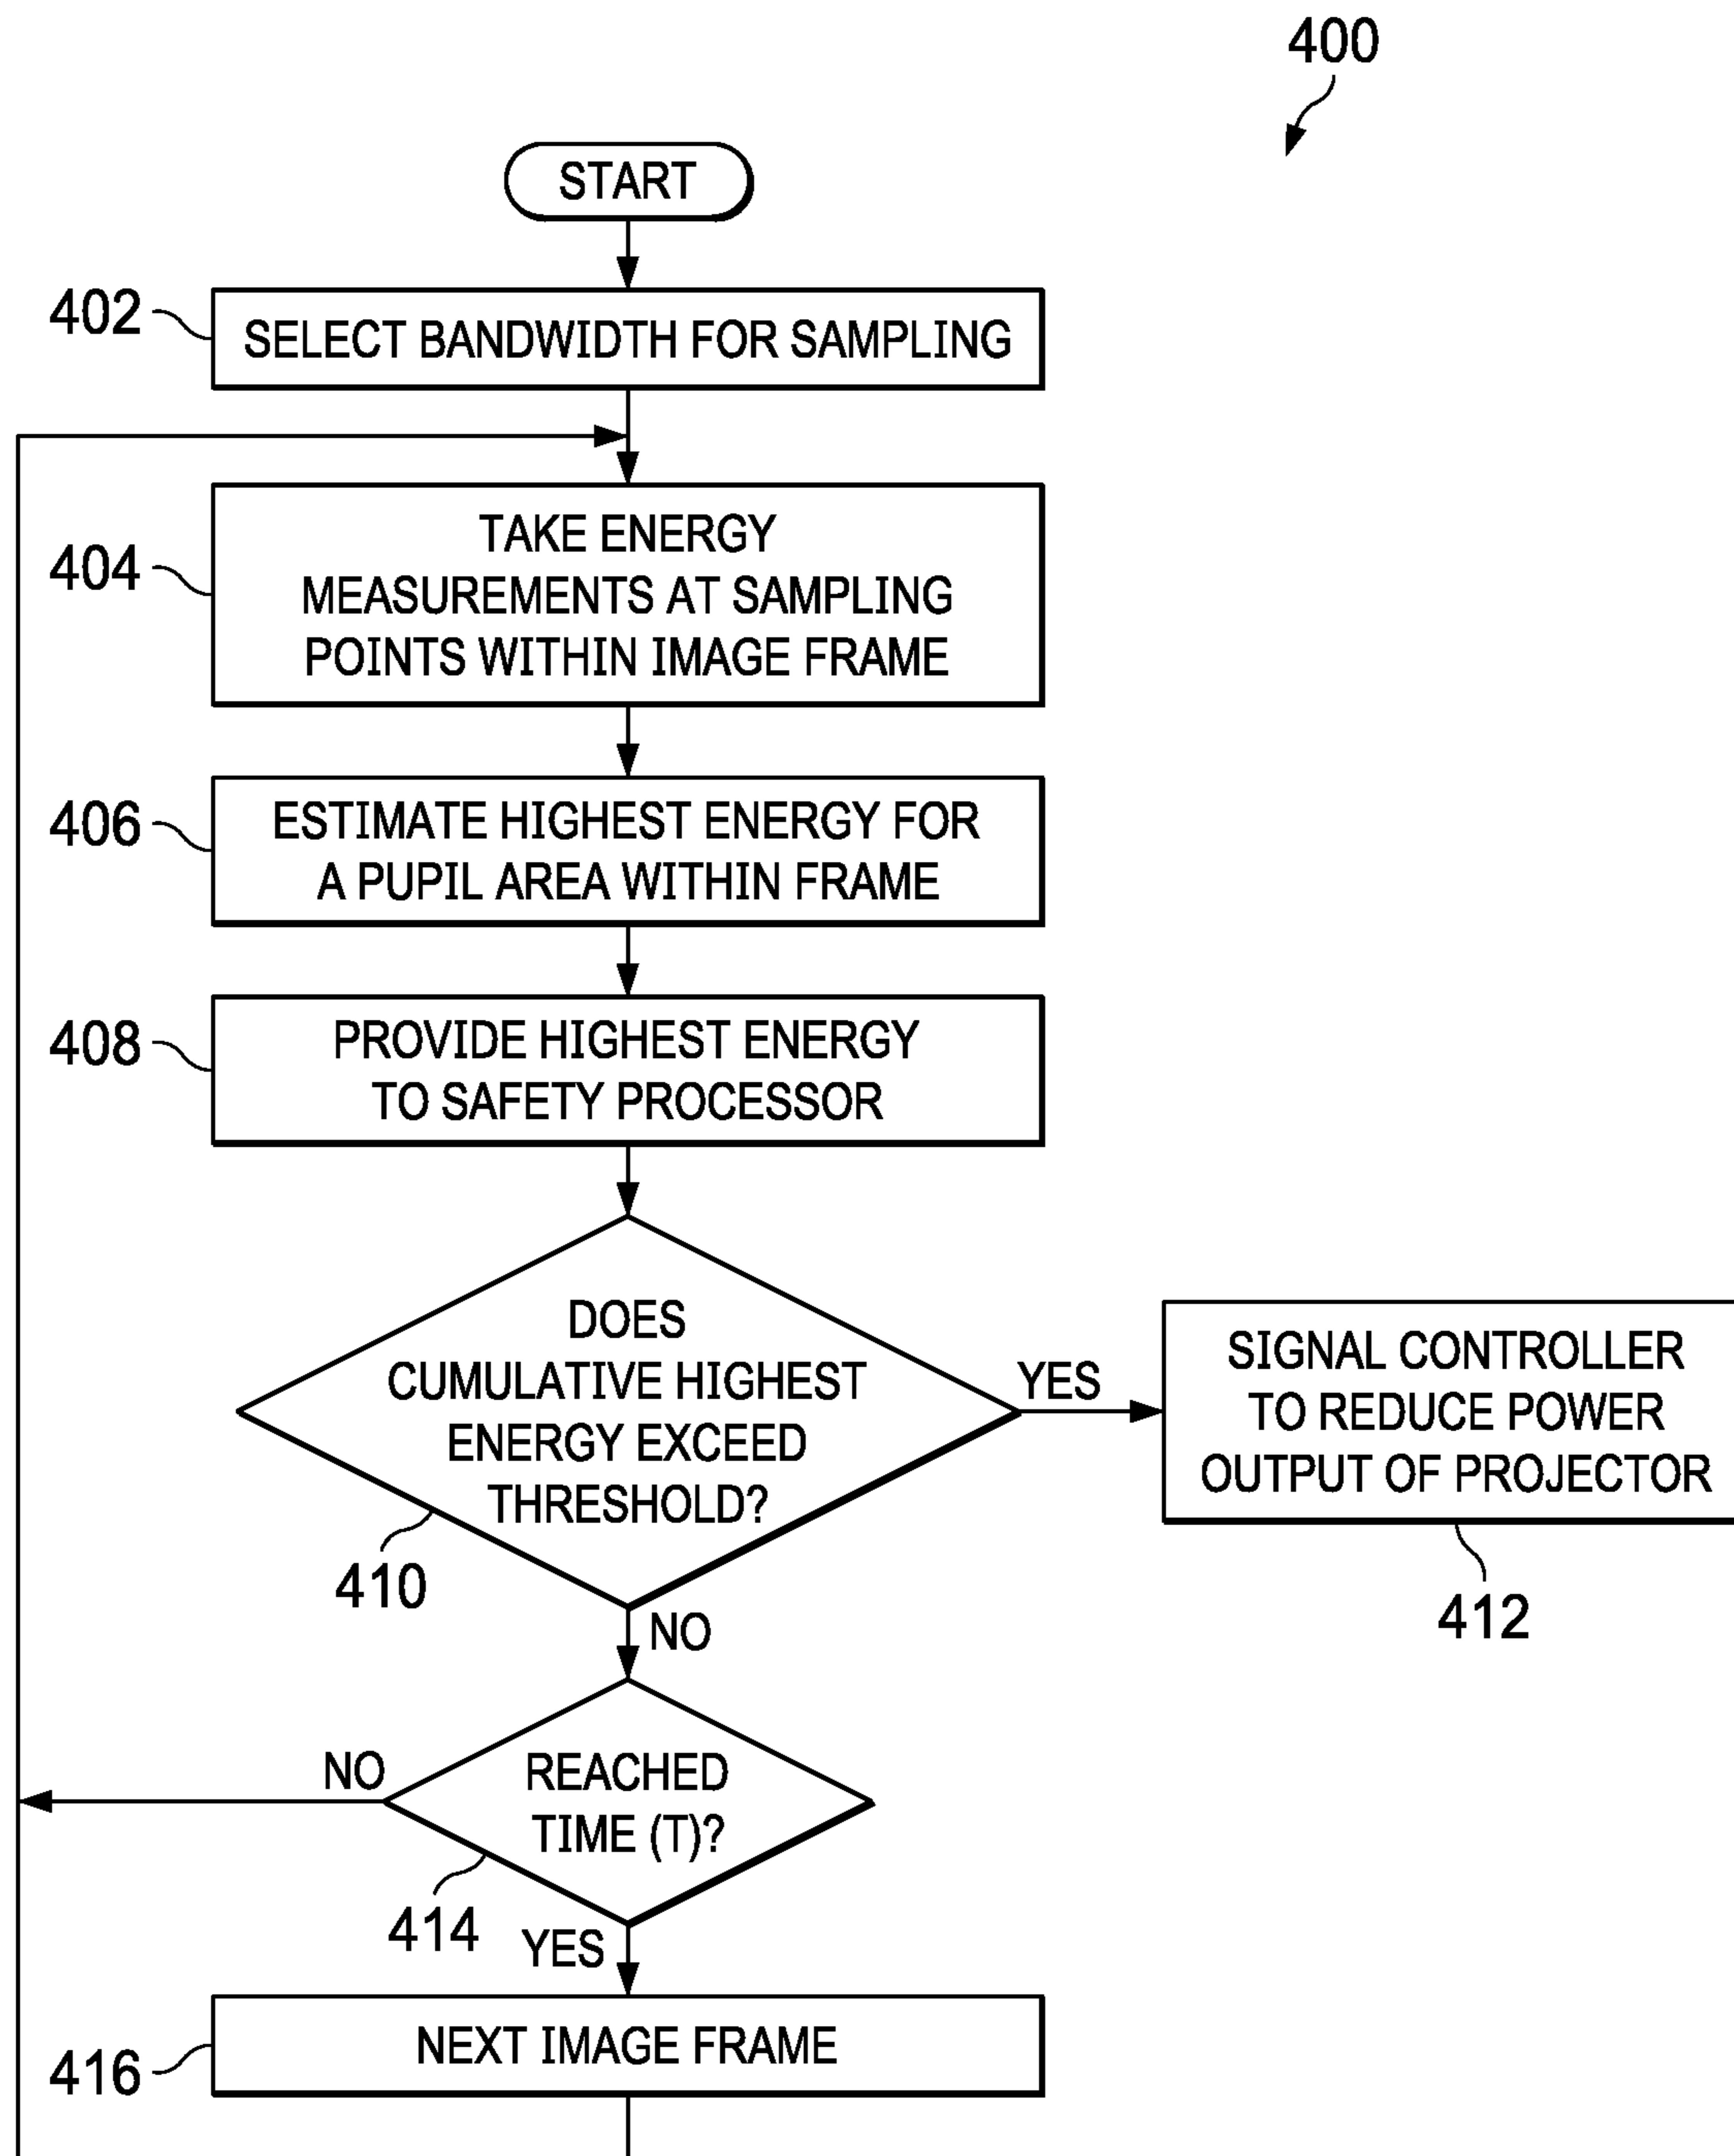 400
START
402
SELECT BANDWIDTH FOR SAMPLING
404
TAKE ENERGY
MEASUREMENTS AT SAMPLING
POINTS WITHIN IMAGE FRAME
406
ESTIMATE HIGHEST ENERGY FOR
A PUPIL AREA WITHIN FRAME
408
PROVIDE HIGHEST ENERGY
TO SAFETY PROCESSOR
DOES
CUMULATIVE HIGHEST
ENERGY EXCEED
THRESHOLD?
410
YES
SIGNAL CONTROLLER
TO REDUCE POWER
OUTPUT OF PROJECTOR
412
NO
REACHED
TIME (T)?
414
NO
YES
416
NEXT IMAGE FRAME